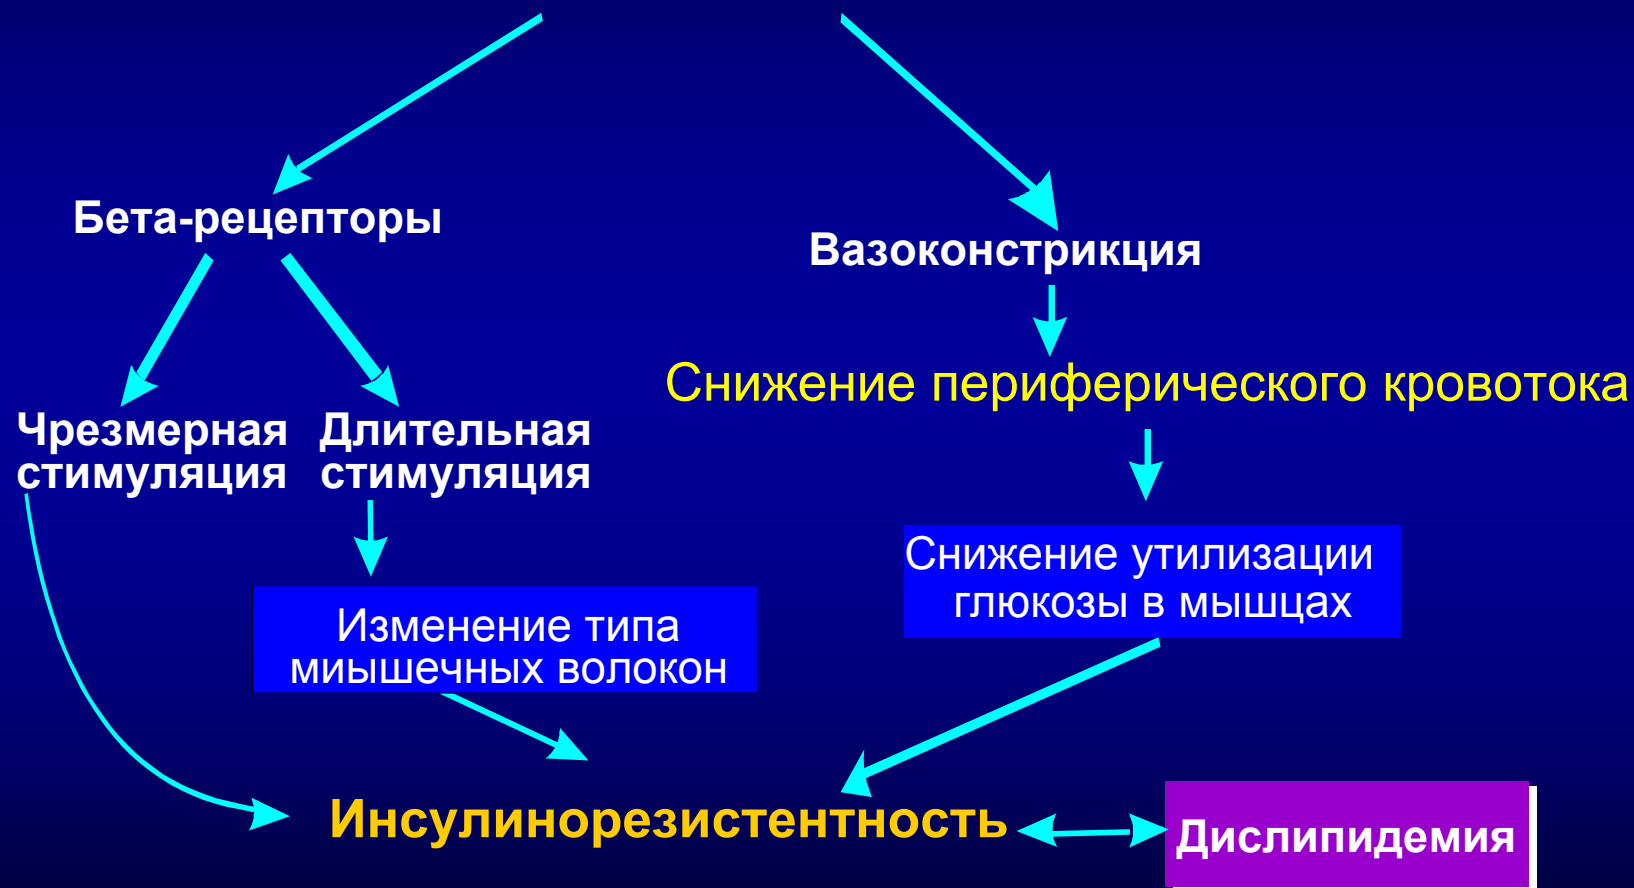 Бета-рецепторы
Вазоконстрикция
Снижение периферического кровотока
Чрезмерная
стимуляция
Длительная
стимуляция
Снижение утилизации
глюкозы в мышцах
Изменение типа
миышечных волокон
Инсулинорезистентность
Дислипидемия